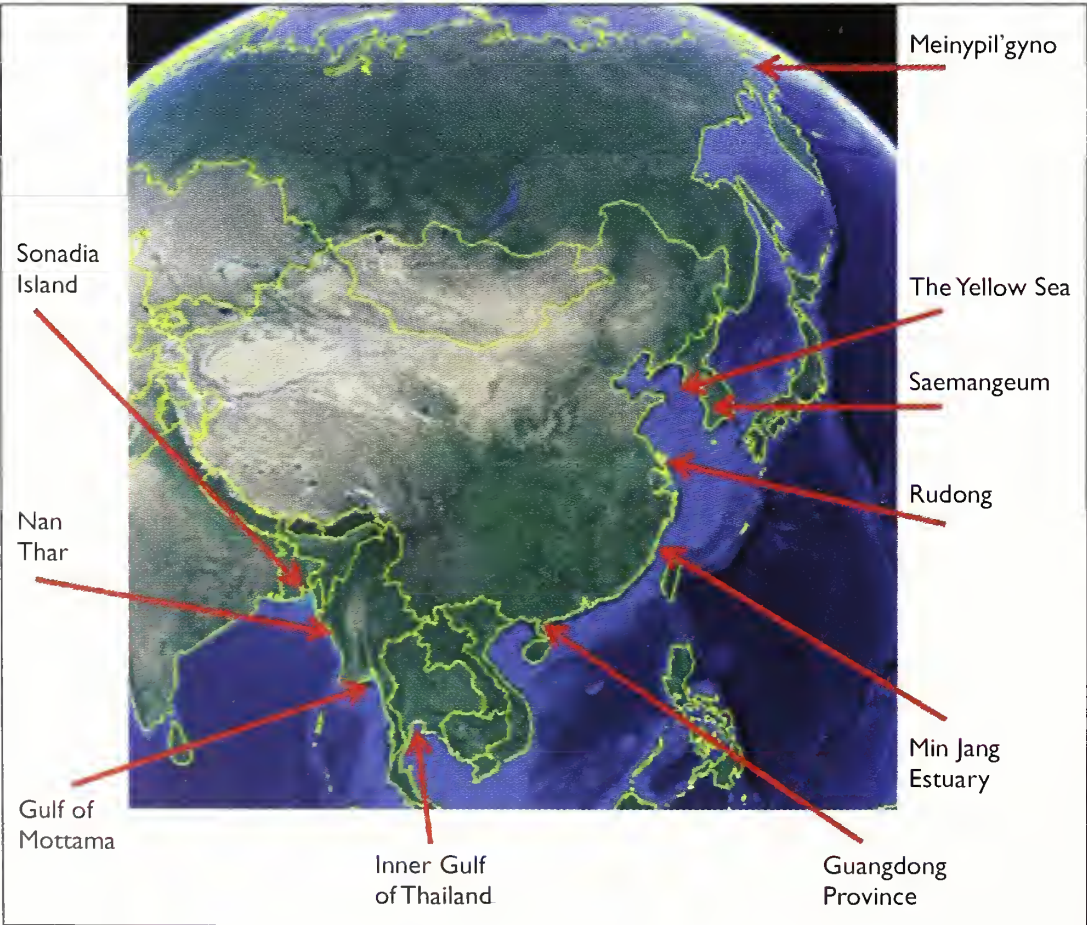 Meinypil'gyno
Sonadia
Island
The Yellow Sea
Saemangeum
Rudong
Nan
Thar
Min Jang
Estuary
Gulf of
Mottama
Inner Gulf
of Thailand
Guangdong
Province